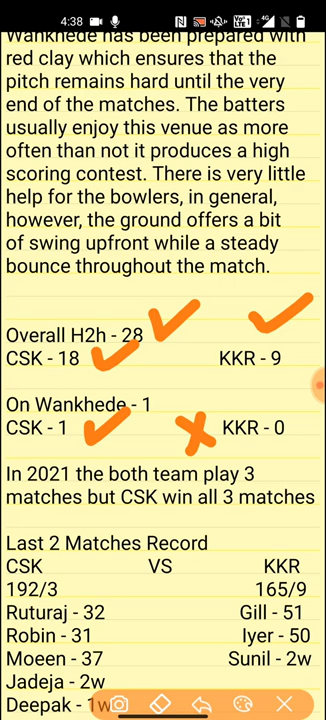 4:38
Wankhede has been prepared with
red clay which ensures that the
pitch remains hard until the very
end of the matches. The batters
usually enjoy this venue as more
often than not it produces a high
scoring contest. There is very little
help for the bowlers, in general,
however, the ground offers a bit
of swing upfront while a steady
bounce throughout the match.
Overall H2h - 28
CSK - 18 KKR - 9
On Wankhede - 1
CSK - 1 KKR - 0
In 2021 the both team play 3
matches but CSK win all 3 matches
Last 2 Matches Record
CSK VS KKR
192/3 165/9
Ruturaj - 32 Gill - 51
Robin - 31 Iyer - 50
Moeen - 37 Sunil - 2w
Jadeja - 2w
Deepak - 1w